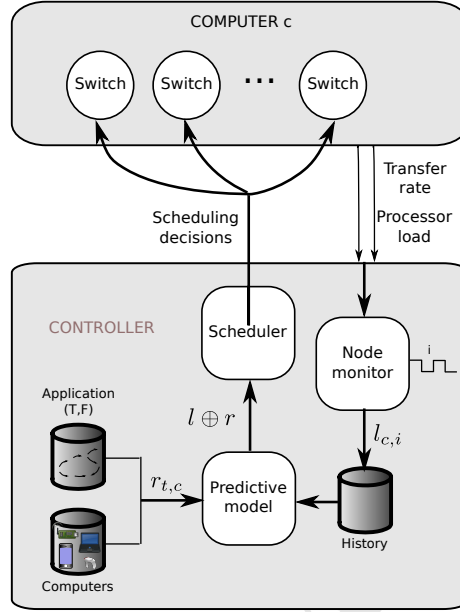 COMPUTER c
Switch
Switch
...
Switch
Transfer
rate
Processor
load
Scheduling
decisions
CONTROLLER
Scheduler
Node
monitor
i
Application
(T,F)
l ⊕ r
l_{c,i}
r_{t,c}
Predictive
model
History
Computers